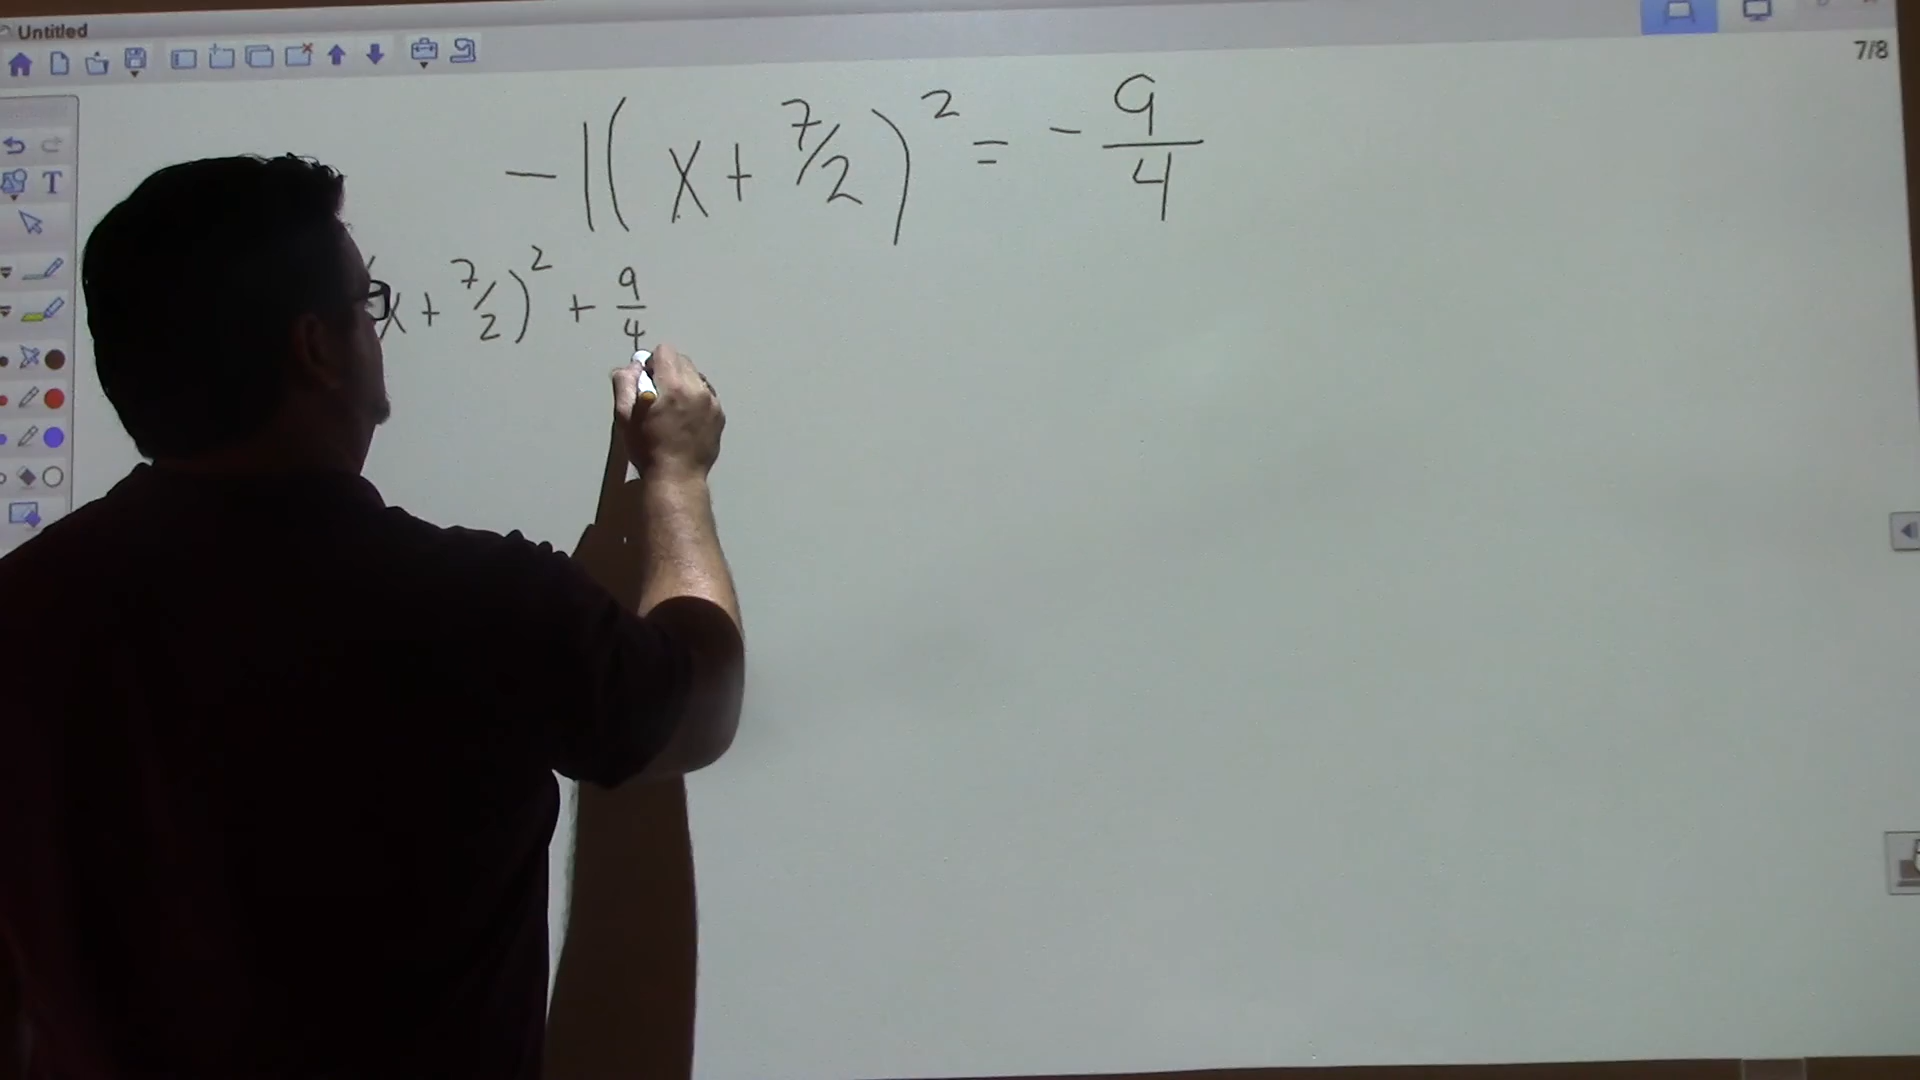 Untitled
7/8
T
-1(x + 7/2)² = - 9/4
(x + 7/2)² + 9/4